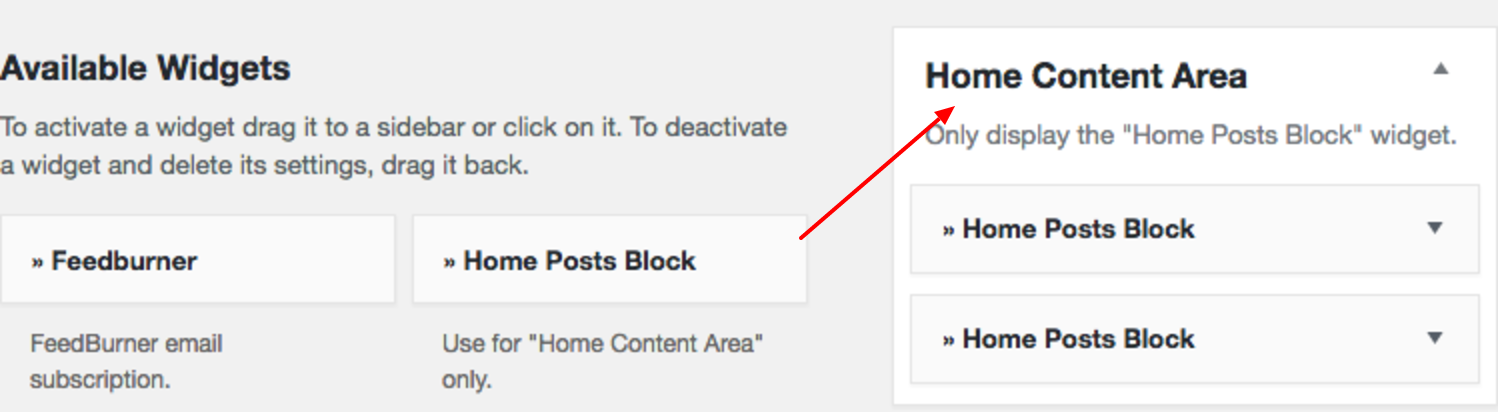 Available Widgets
To activate a widget drag it to a sidebar or click on it. To deactivate
a widget and delete its settings, drag it back.
» Feedburner
FeedBurner email
subscription.
» Home Posts Block
Use for "Home Content Area"
only.
Home Content Area
Only display the "Home Posts Block" widget.
» Home Posts Block
» Home Posts Block